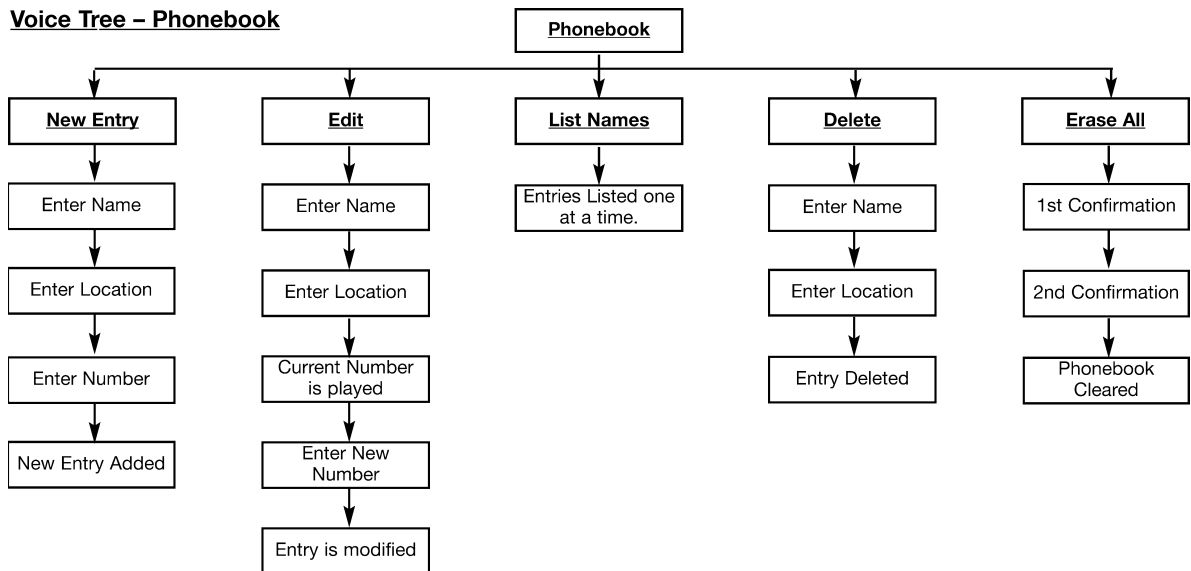 Voice Tree – Phonebook
Phonebook
New Entry
Enter Name
Enter Location
Enter Number
New Entry Added
Edit
Enter Name
Enter Location
Current Number
is played
Enter New
Number
Entry is modified
List Names
Entries Listed one
at a time.
Delete
Enter Name
Enter Location
Entry Deleted
Erase All
1st Confirmation
2nd Confirmation
Phonebook
Cleared